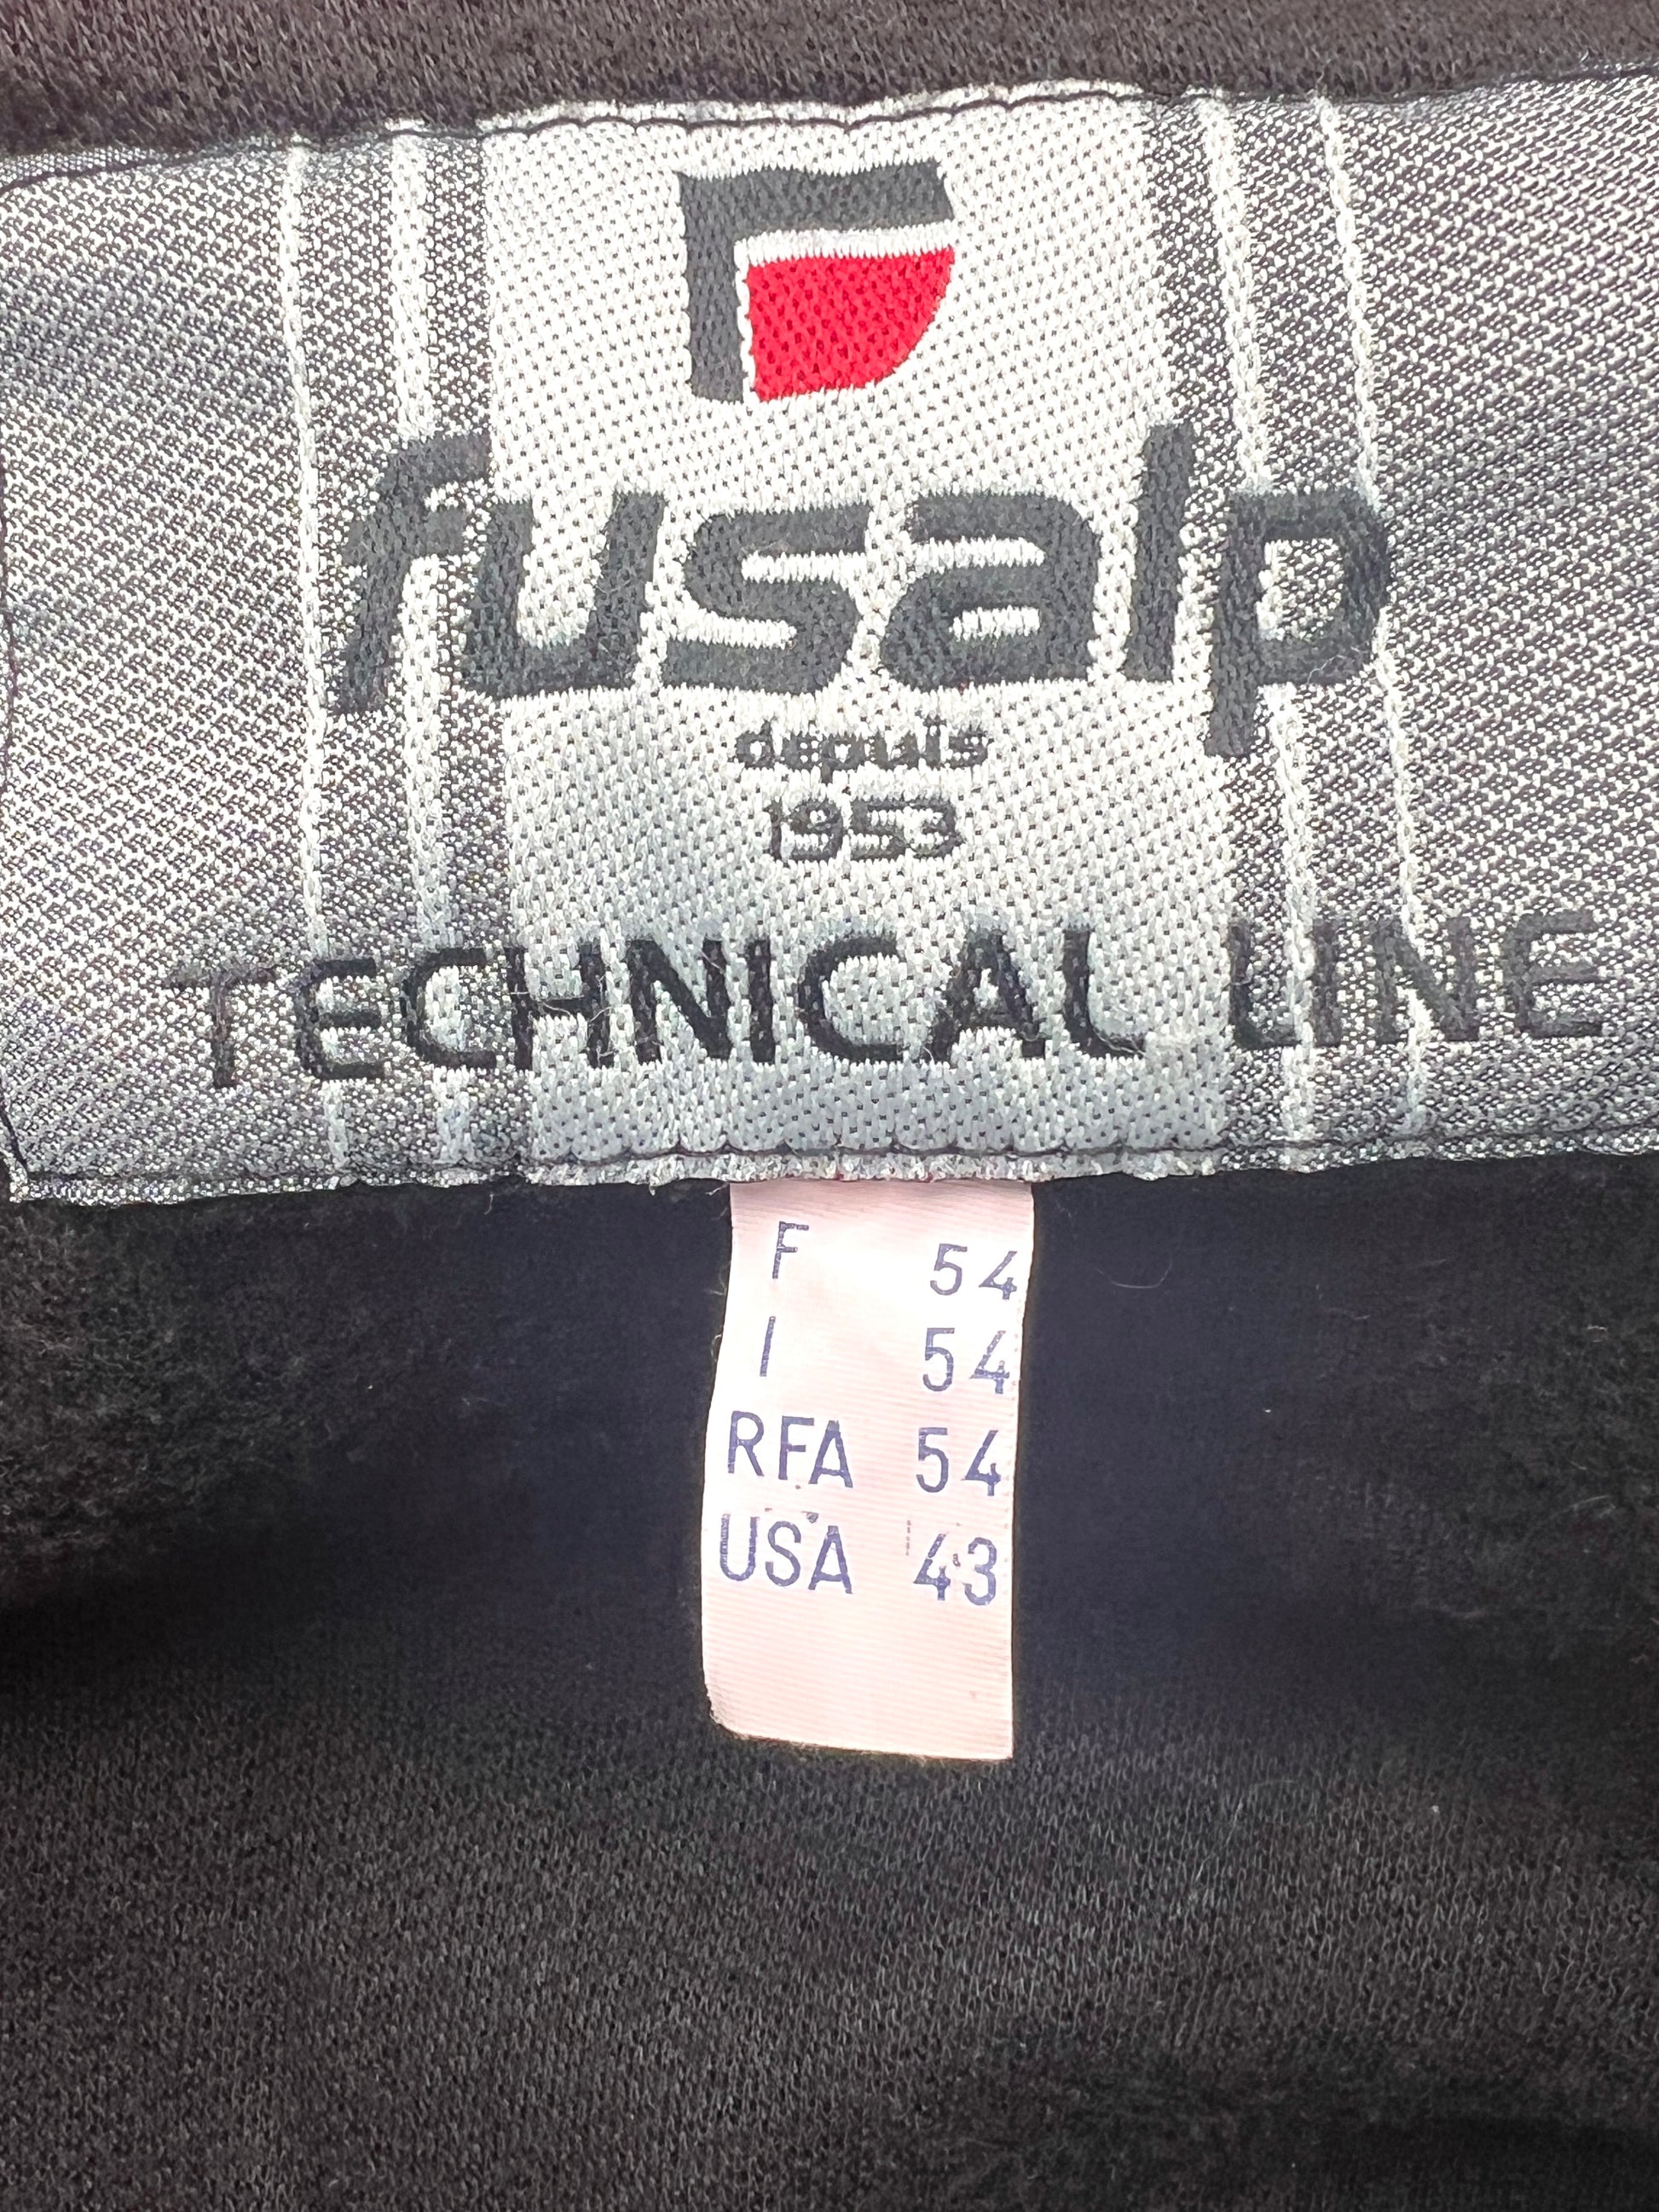 fusalp
depuis
1953
TECHNICAL LINE
F 54
I 54
RFA 54
USA 43